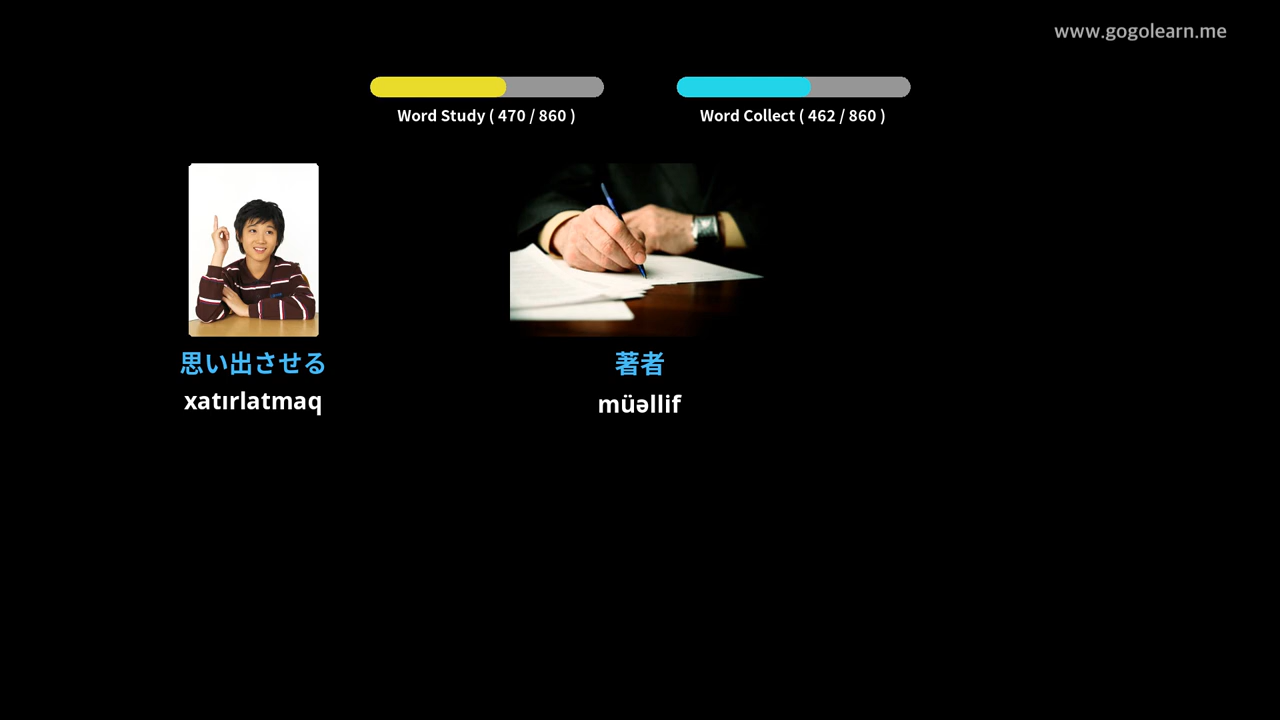 www.gogolearn.me
Word Study ( 470 / 860 )
Word Collect ( 462 / 860 )
思い出させる
xatırlatmaq
著者
müəllif